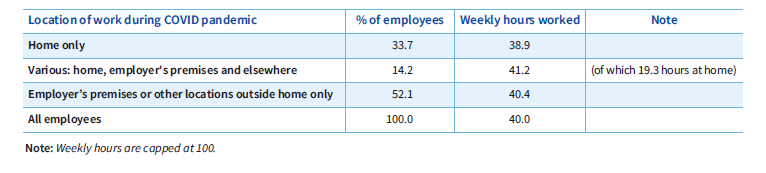 Location of work during COVID pandemic % of employees Weekly hours worked Note
Home only 33.7 38.9
Various: home, employer's premises and elsewhere 14.2 41.2 (of which 19.3 hours at home)
Employer’s premises or other locations outside home only 52.1 40.4
All employees 100.0 40.0
Note: Weekly hours are capped at 100.